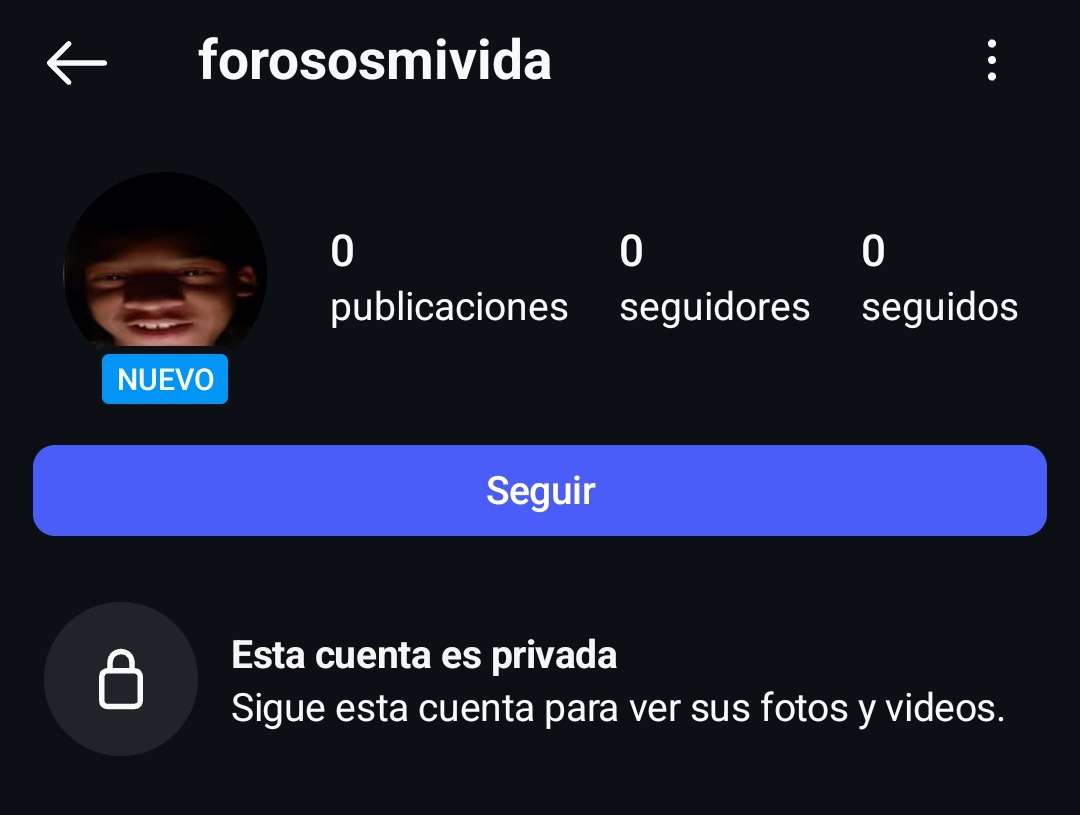 forososmivida
0
0
0
publicaciones
seguidores
seguidos
NUEVO
Seguir
Esta cuenta es privada
Sigue esta cuenta para ver sus fotos y videos.